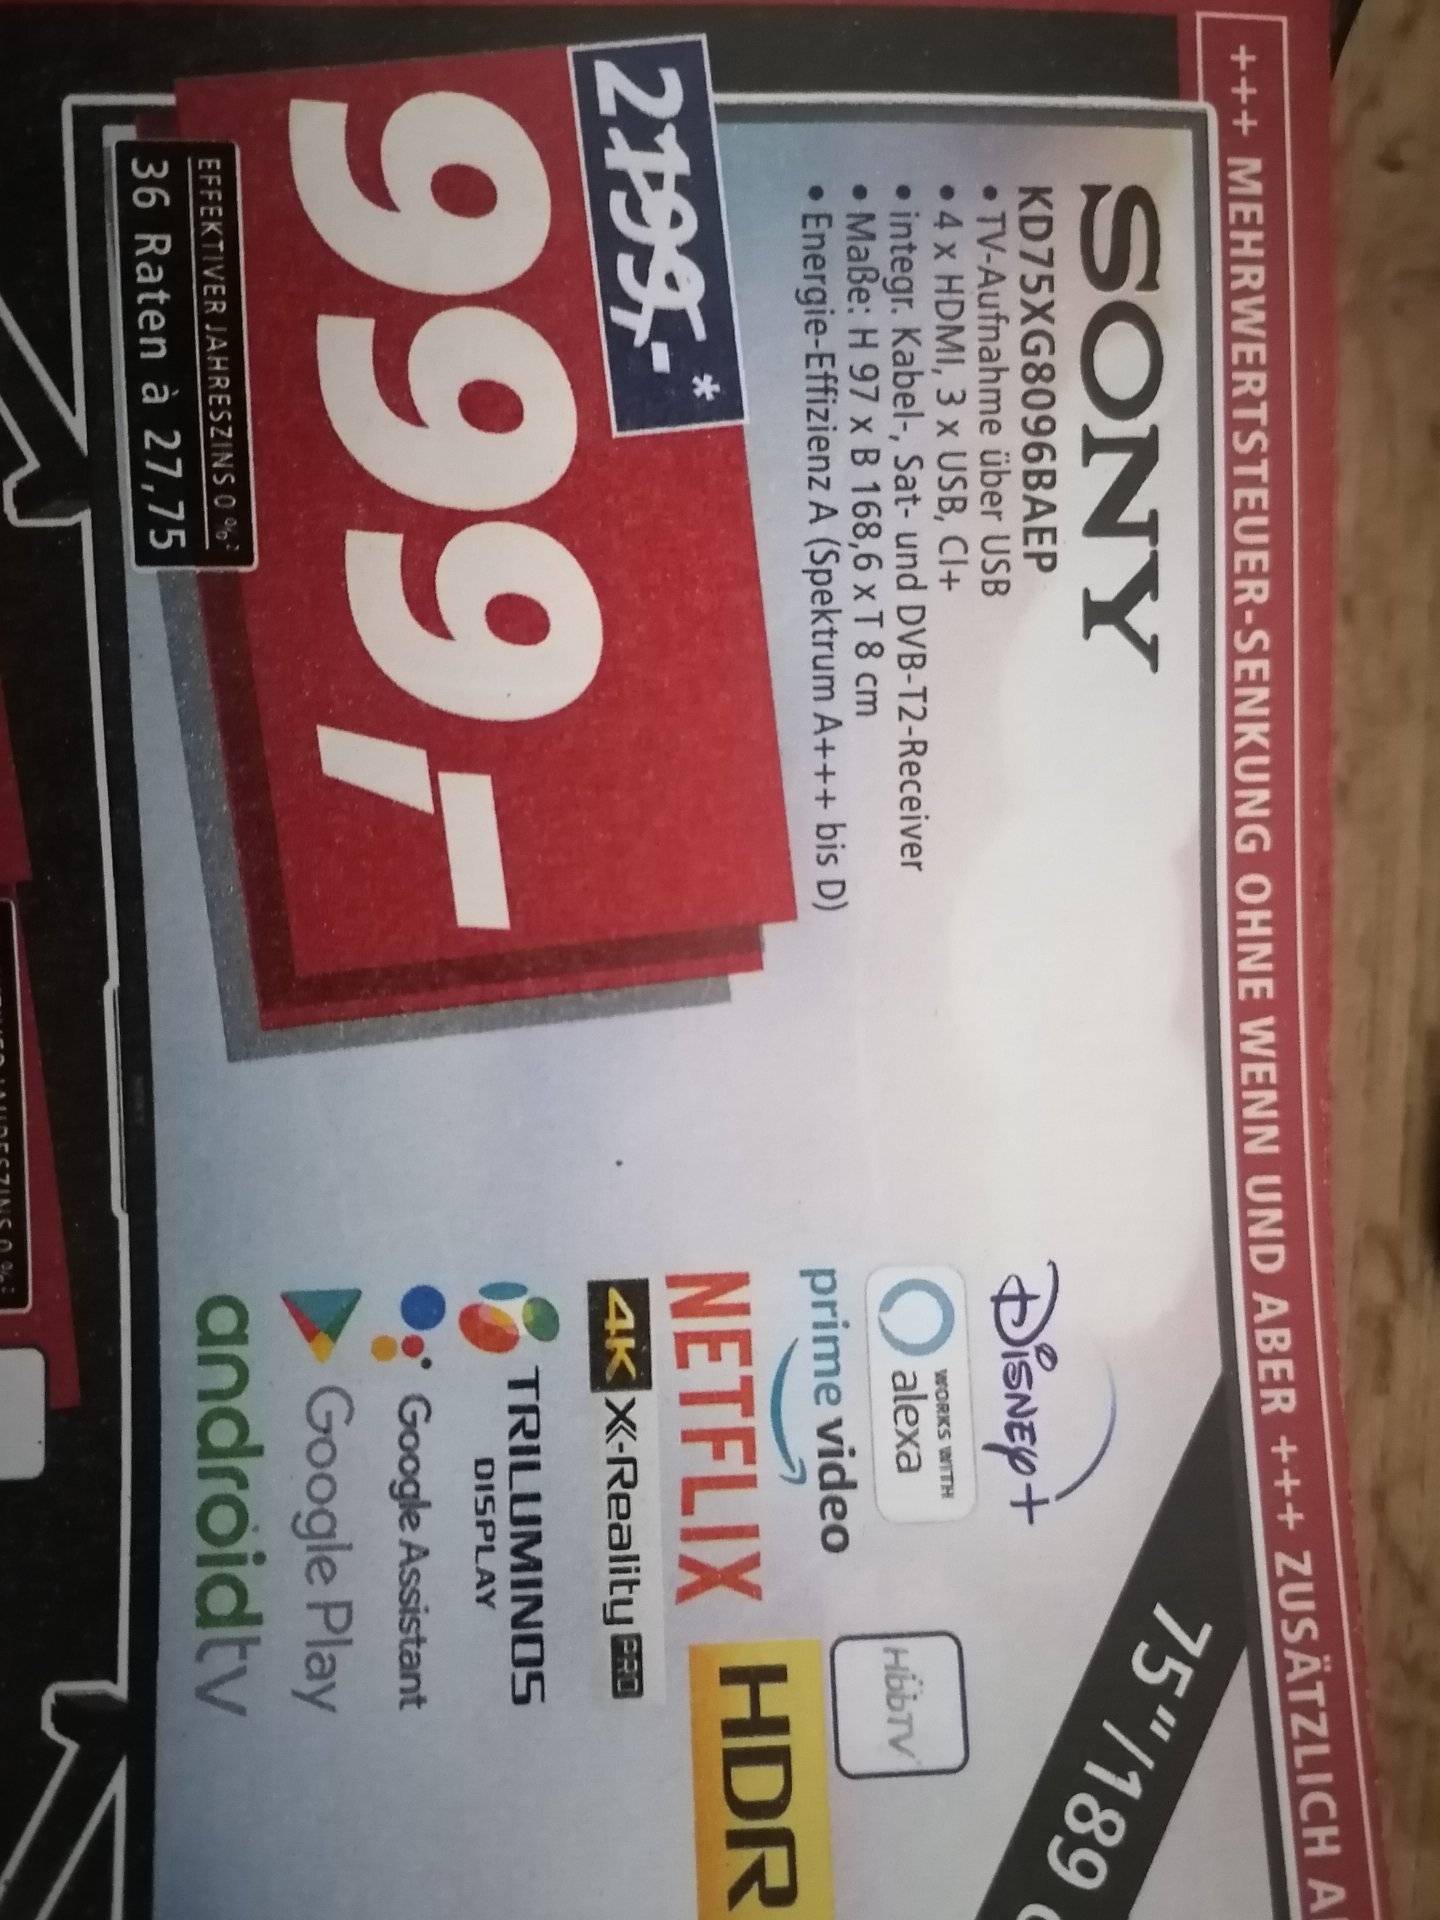 +++ MEHRWERTSTEUER-SENKUNG OHNE WENN UND ABER +++ ZUSÄTZLICH
SONY
KD75XG8096BAEP
• TV-Aufnahme über USB
• 4 x HDMI, 3 x USB, CI+
• integr. Kabel-, Sat- und DVB-T2-Receiver
• Maße: H 97 x B 168,6 x T 8 cm
• Energie-Effizienz A (Spektrum A+++ bis D)
2199,- *
999,-
EFFEKTIVER JAHRESZINS 0 %²
36 Raten à 27,75
75"/189
Disney+
WORKS WITH
alexa
HbbTV
prime video
NETFLIX
HDR
4K X-Reality PRO
TRILUMINOS
DISPLAY
Google Assistant
Google Play
androidtv